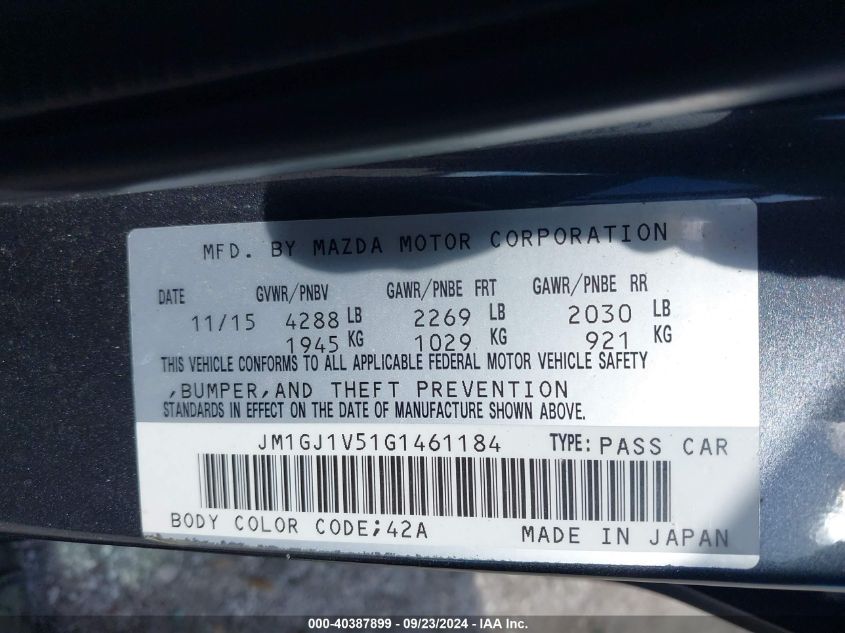 MFD. BY MAZDA MOTOR CORPORATION
DATE GVWR/PNBV GAWR/PNBE FRT GAWR/PNBE RR
11/15 4288 LB 2269 LB 2030 LB
1945 KG 1029 KG 921 KG
THIS VEHICLE CONFORMS TO ALL APPLICABLE FEDERAL MOTOR VEHICLE SAFETY
,BUMPER,AND THEFT PREVENTION
STANDARDS IN EFFECT ON THE DATE OF MANUFACTURE SHOWN ABOVE.
JM1GJ1V51G1461184 TYPE: PASS CAR
BODY COLOR CODE;42A MADE IN JAPAN
000-40387899 - 09/23/2024 - IAA Inc.